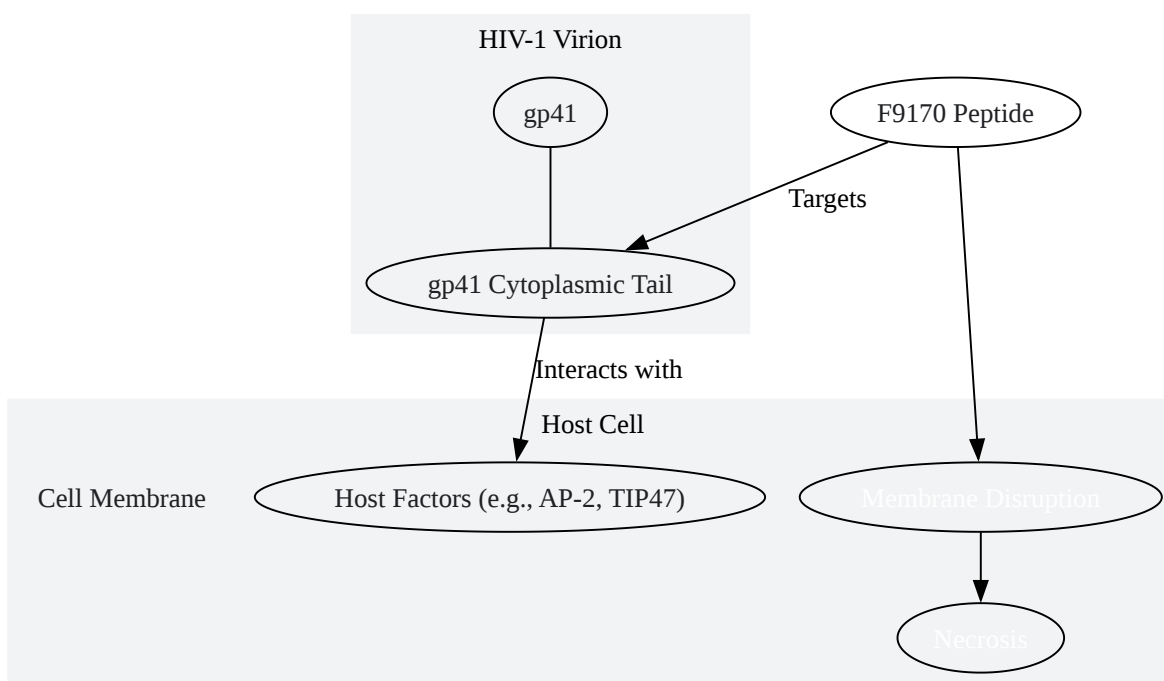 HIV-1 Virion
gp41
F9170 Peptide
Targets
gp41 Cytoplasmic Tail
Interacts with
Host Cell
Cell Membrane
Host Factors (e.g., AP-2, TIP47)
Membrane Disruption
Necrosis